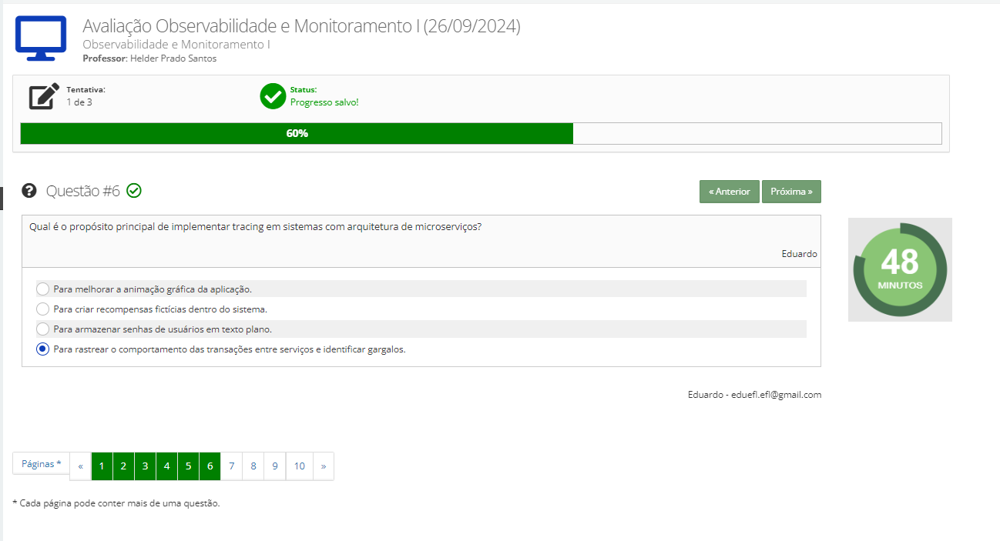 Avaliação Observabilidade e Monitoramento I (26/09/2024)
Observabilidade e Monitoramento I
Professor: Helder Prado Santos
Tentativa:
1 de 3
Status:
Progresso salvo!
60%
Questão #6
« Anterior
Próxima »
Qual é o propósito principal de implementar tracing em sistemas com arquitetura de microserviços?
Eduardo
Para melhorar a animação gráfica da aplicação.
Para criar recompensas fictícias dentro do sistema.
Para armazenar senhas de usuários em texto plano.
Para rastrear o comportamento das transações entre serviços e identificar gargalos.
48
MINUTOS
Eduardo - eduefl.efl@gmail.com
Páginas * « 1 2 3 4 5 6 7 8 9 10 »
* Cada página pode conter mais de uma questão.